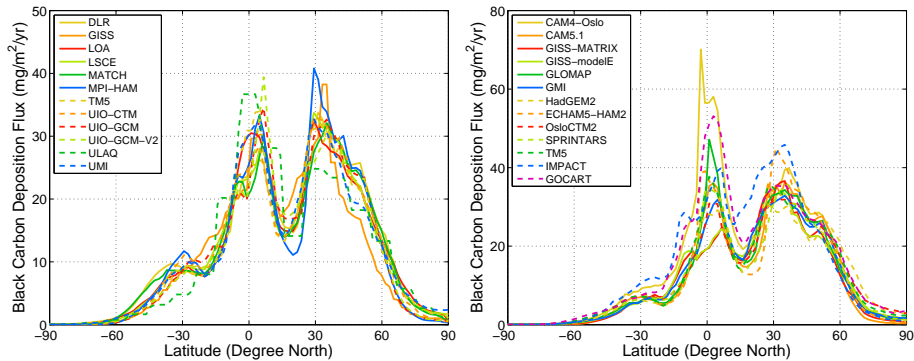 Black Carbon Deposition Flux (mg/m²/yr)
50
40
30
20
10
0
DLR
GISS
LOA
LSCE
MATCH
MPI−HAM
TM5
UIO−CTM
UIO−GCM
UIO−GCM−V2
ULAQ
UMI
−90 −60 −30 0 30 60 90
Latitude (Degree North)
Black Carbon Deposition Flux (mg/m²/yr)
80
60
40
20
0
CAM4−Oslo
CAM5.1
GISS−MATRIX
GISS−modelE
GLOMAP
GMI
HadGEM2
ECHAM5−HAM2
OsloCTM2
SPRINTARS
TM5
IMPACT
GOCART
−90 −60 −30 0 30 60 90
Latitude (Degree North)